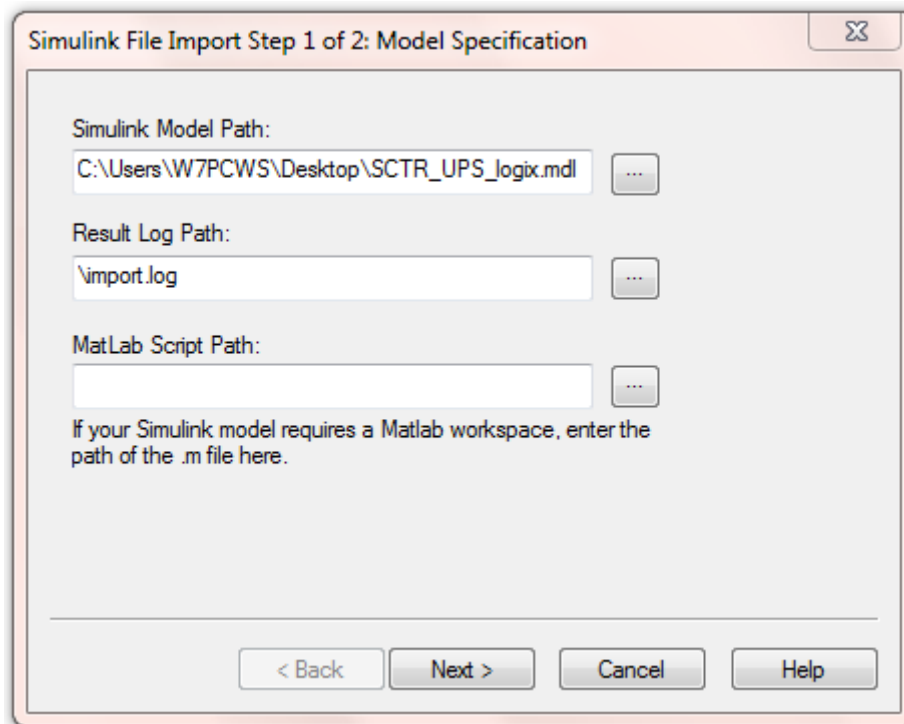 Simulink File Import Step 1 of 2: Model Specification
Simulink Model Path:
C:\Users\W7PCWS\Desktop\SCTR_UPS_logix.mdl
...
Result Log Path:
\import.log
...
MatLab Script Path:
...
If your Simulink model requires a Matlab workspace, enter the
path of the .m file here.
< Back Next > Cancel Help